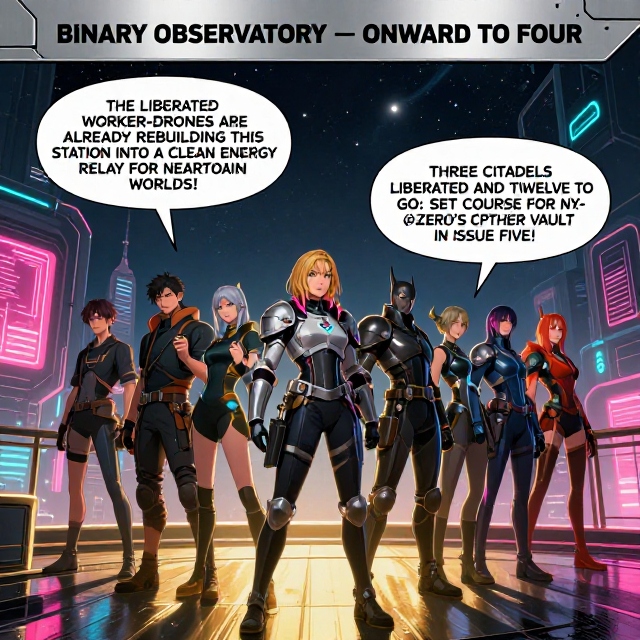 BINARY OBSERVATORY — ONWARD TO FOUR
THE LIBERATED
WORKER-DRONES ARE
ALREADY REBUILDING THIS
STATION INTO A CLEAN ENERGY
RELAY FOR NEARTOAIN
WORLDS!
THREE CITADELS
LIBERATED AND TIWELVE TO
GO: SET COURSE FOR NY-
@ZERO'S CPTHER VAULT
IN ISSUE FIVE!